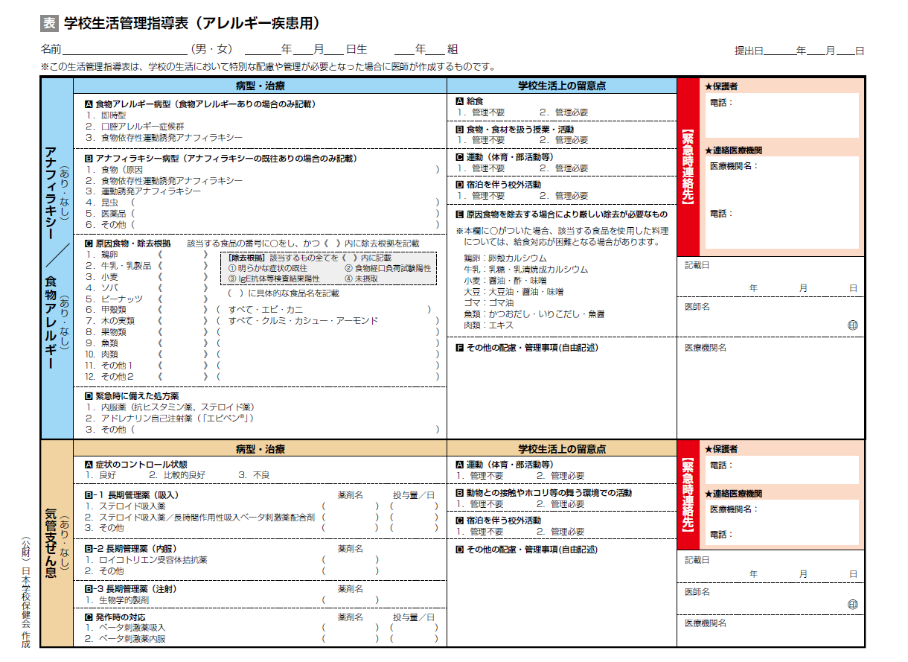 表 学校生活管理指導表（アレルギー疾患用）
名前＿＿＿＿＿＿＿＿＿＿＿（男・女）＿＿＿年＿＿月＿＿日生 ＿＿年＿＿組 提出日＿＿＿年＿＿月＿＿日
※この生活管理指導表は、学校の生活において特別な配慮や管理が必要となった場合に医師が作成するものです。
アナフィラキシー（あり・なし）／食物アレルギー（あり・なし）
病型・治療
A 食物アレルギー病型（食物アレルギーありの場合のみ記載）
1．即時型
2．口腔アレルギー症候群
3．食物依存性運動誘発アナフィラキシー
B アナフィラキシー病型（アナフィラキシーの既往ありの場合のみ記載）
1．食物（原因 ）
2．食物依存性運動誘発アナフィラキシー
3．運動誘発アナフィラキシー
4．昆虫 （ ）
5．医薬品（ ）
6．その他（ ）
C 原因食物・除去根拠 該当する食品の番号に○をし、かつ《 》内に除去根拠を記載
1．鶏卵 《 》
2．牛乳・乳製品《 》
3．小麦 《 》
4．ソバ 《 》
5．ピーナッツ 《 》
6．甲殻類 《 》（ すべて・エビ・カニ ）
7．木の実類 《 》（ すべて・クルミ・カシュー・アーモンド ）
8．果物類 《 》（ ）
9．魚類 《 》（ ）
10．肉類 《 》（ ）
11．その他1 《 》（ ）
12．その他2 《 》（ ）
［除去根拠］該当するもの全てを《 》内に記載
①明らかな症状の既往 ②食物経口負荷試験陽性
③IgE抗体等検査結果陽性 ④未摂取
（ ）に具体的な食品名を記載
D 緊急時に備えた処方薬
1．内服薬（抗ヒスタミン薬、ステロイド薬）
2．アドレナリン自己注射薬（「エピペン®」）
3．その他（ ）
学校生活上の留意点
A 給食
1．管理不要 2．管理必要
B 食物・食材を扱う授業・活動
1．管理不要 2．管理必要
C 運動（体育・部活動等）
1．管理不要 2．管理必要
D 宿泊を伴う校外活動
1．管理不要 2．管理必要
E 原因食物を除去する場合により厳しい除去が必要なもの
※本欄に○がついた場合、該当する食品を使用した料理
については、給食対応が困難となる場合があります。
鶏卵：卵殻カルシウム
牛乳：乳糖・乳清焼成カルシウム
小麦：醤油・酢・味噌
大豆：大豆油・醤油・味噌
ゴマ：ゴマ油
魚類：かつおだし・いりこだし・魚醤
肉類：エキス
F その他の配慮・管理事項(自由記述)
【緊急時連絡先】
★保護者
電話：
★連絡医療機関
医療機関名：
電話：
記載日
年 月 日
医師名
㊞
医療機関名
気管支ぜん息（あり・なし）
病型・治療
A 症状のコントロール状態
1．良好 2．比較的良好 3．不良
B-1 長期管理薬（吸入） 薬剤名 投与量／日
1．ステロイド吸入薬 （ ）（ ）
2．ステロイド吸入薬／長時間作用性吸入ベータ刺激薬配合剤 （ ）（ ）
3．その他 （ ）（ ）
B-2 長期管理薬（内服） 薬剤名
1．ロイコトリエン受容体拮抗薬 （ ）
2．その他 （ ）
B-3 長期管理薬（注射） 薬剤名
1．生物学的製剤 （ ）
C 発作時の対応 薬剤名 投与量／日
1．ベータ刺激薬吸入 （ ）（ ）
2．ベータ刺激薬内服 （ ）（ ）
学校生活上の留意点
A 運動（体育・部活動等）
1．管理不要 2．管理必要
B 動物との接触やホコリ等の舞う環境での活動
1．管理不要 2．管理必要
C 宿泊を伴う校外活動
1．管理不要 2．管理必要
D その他の配慮・管理事項(自由記述)
【緊急時連絡先】
★保護者
電話：
★連絡医療機関
医療機関名：
電話：
記載日
年 月 日
医師名
㊞
医療機関名
（公財）日本学校保健会 作成